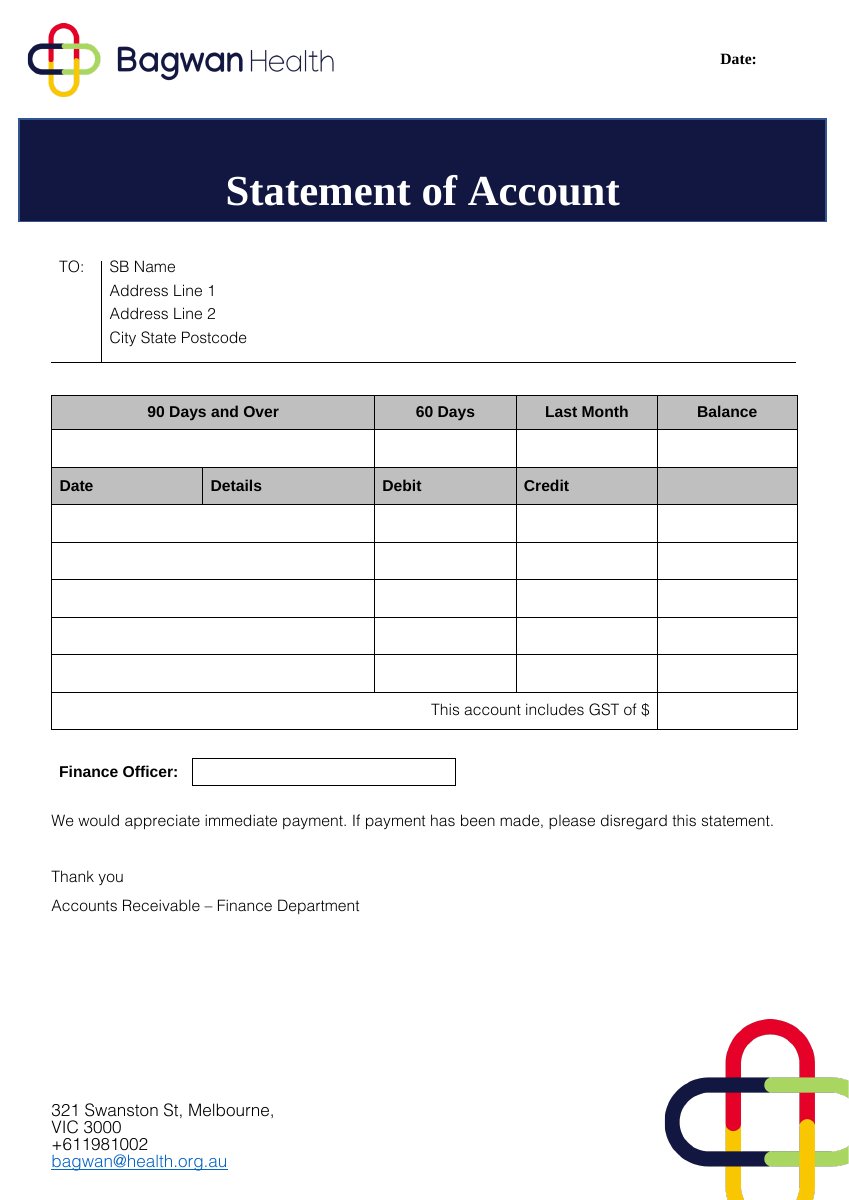 Bagwan Health
Date:
Statement of Account
TO: SB Name
Address Line 1
Address Line 2
City State Postcode
90 Days and Over 60 Days Last Month Balance
Date Details Debit Credit
This account includes GST of $
Finance Officer:
We would appreciate immediate payment. If payment has been made, please disregard this statement.
Thank you
Accounts Receivable – Finance Department
321 Swanston St, Melbourne,
VIC 3000
+611981002
bagwan@health.org.au